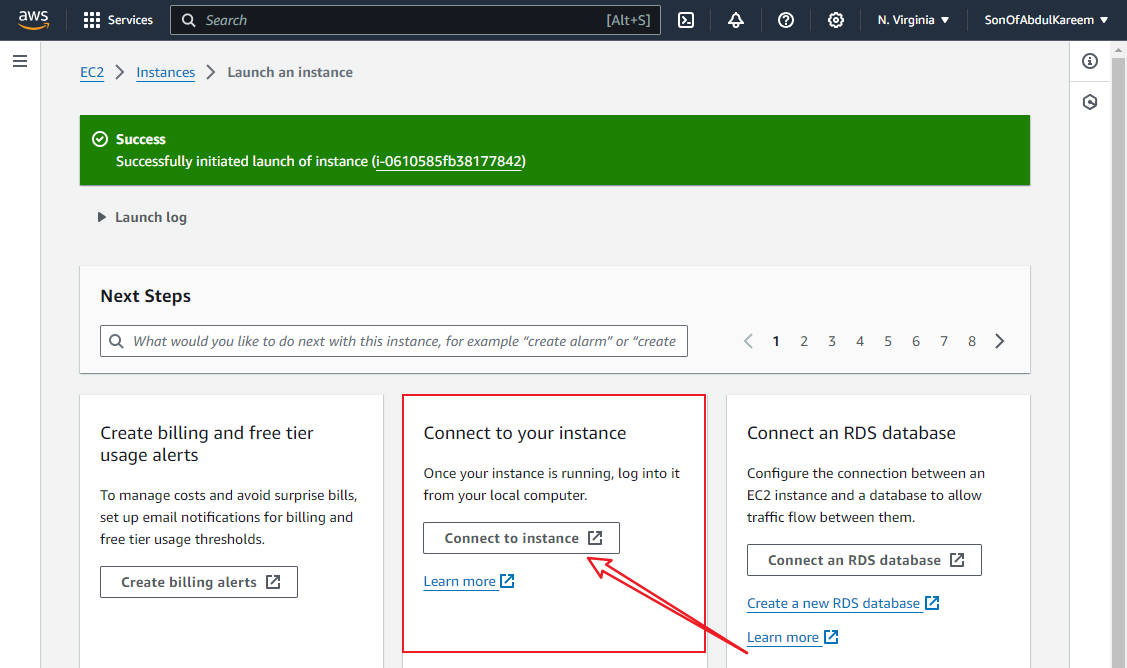 aws Services Search [Alt+S] N. Virginia SonOfAbdulKareem
EC2 Instances Launch an instance
Success
Successfully initiated launch of instance (i-0610585fb38177842)
Launch log
Next Steps
What would you like to do next with this instance, for example “create alarm” or “create
1 2 3 4 5 6 7 8
Create billing and free tier
usage alerts
To manage costs and avoid surprise bills,
set up email notifications for billing and
free tier usage thresholds.
Create billing alerts
Connect to your instance
Once your instance is running, log into it
from your local computer.
Connect to instance
Learn more
Connect an RDS database
Configure the connection between an
EC2 instance and a database to allow
traffic flow between them.
Connect an RDS database
Create a new RDS database
Learn more